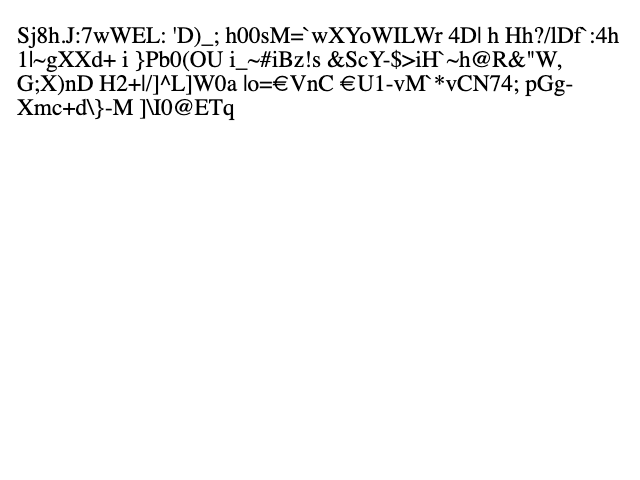 Sj8h.J:7wWEL: 'D)_; h00sM=`wXYoWILWr 4D| h Hh?/lDf`:4h
1|~gXXd+ i }Pb0(OU i_~#iBz!s &ScY-$>iH`~h@R&"W,
G;X)nD H2+|/]^L]W0a |o=€VnC €U1-vM`*vCN74; pGg-
Xmc+d\}-M ]\I0@ETq